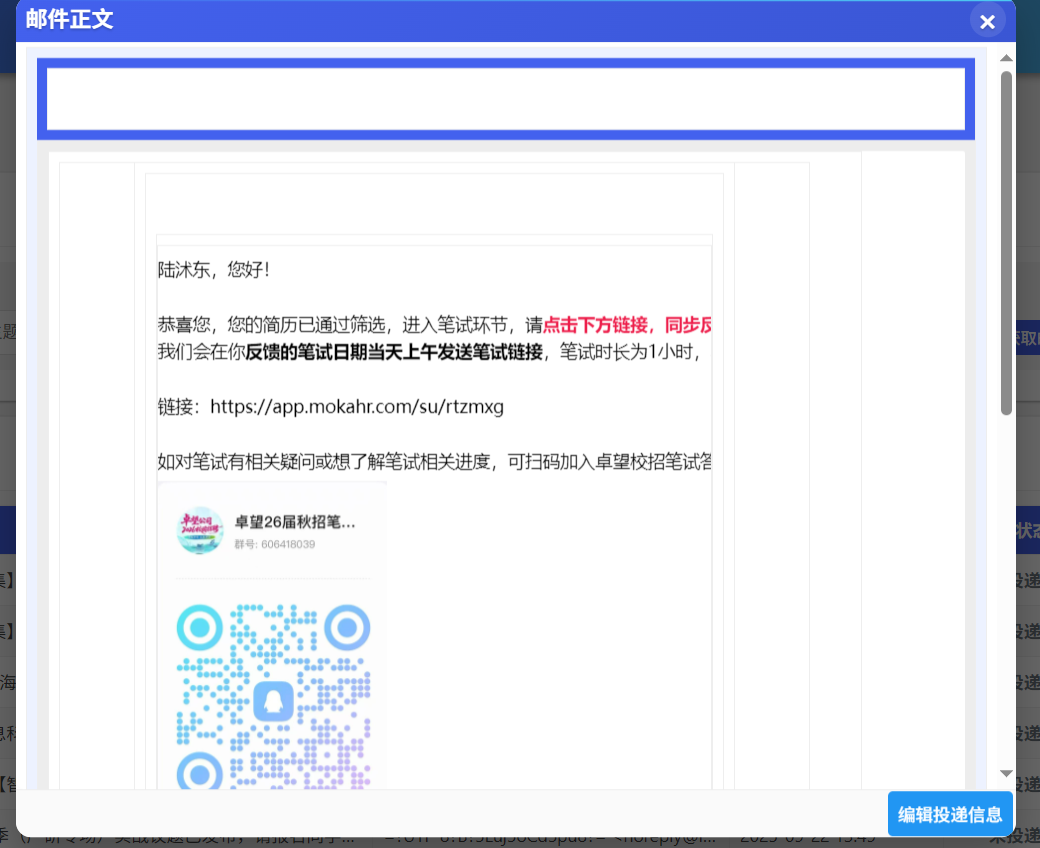 邮件正文
陆沭东，您好！
恭喜您，您的简历已通过筛选，进入笔试环节，请点击下方链接，同步反
我们会在你反馈的笔试日期当天上午发送笔试链接，笔试时长为1小时，
链接：https://app.mokahr.com/su/rtzmxg
如对笔试有相关疑问或想了解笔试相关进度，可扫码加入卓望校招笔试答
卓望26届秋招笔...
群号: 606418039
编辑投递信息